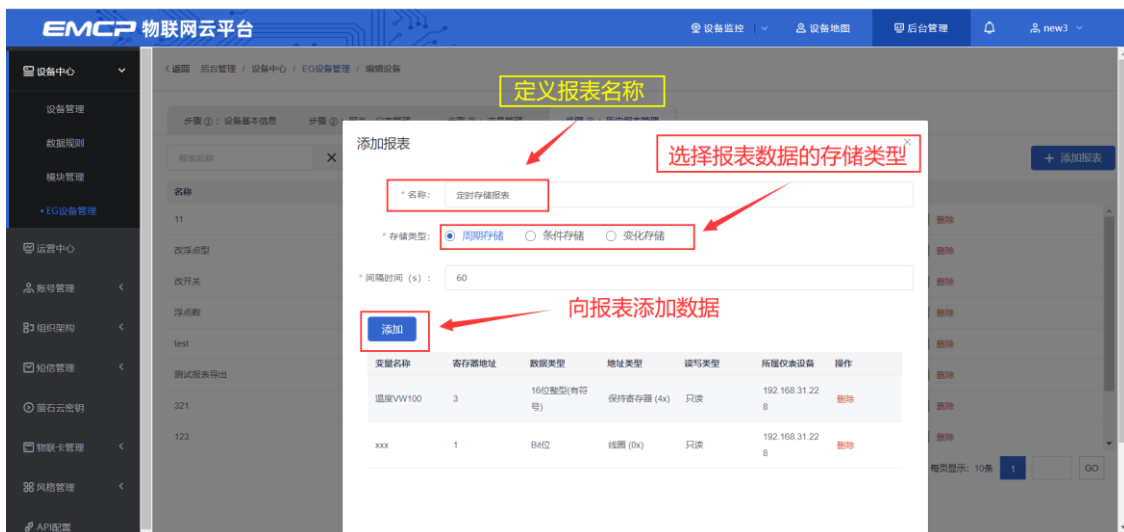 EMCP 物联网云平台
设备监控
设备地图
后台管理
new3
设备中心
设备管理
数据规则
模块管理
• EG设备管理
运营中心
账号管理
组织架构
短信管理
萤石云密钥
物联卡管理
风格管理
API配置
< 返回 后台管理 / 设备中心 / EG设备管理 / 编辑设备
步骤①：设备基本信息
报表名称
+ 添加报表
名称
11
改浮点型
改开关
浮点数
test
测试报表导出
321
123
删除
删除
删除
删除
删除
删除
删除
删除
每页显示：10条 1 GO
定义报表名称
选择报表数据的存储类型
向报表添加数据
添加报表
* 名称： 定时存储报表
* 存储类型： 周期存储 条件存储 变化存储
* 间隔时间（s）： 60
添加
变量名称 寄存器地址 数据类型 地址类型 读写类型 所属仪表设备 操作
温度VW100 3 16位整型(有符号) 保持寄存器 (4x) 只读 192.168.31.228 删除
xxx 1 Bit位 线圈 (0x) 只读 192.168.31.228 删除